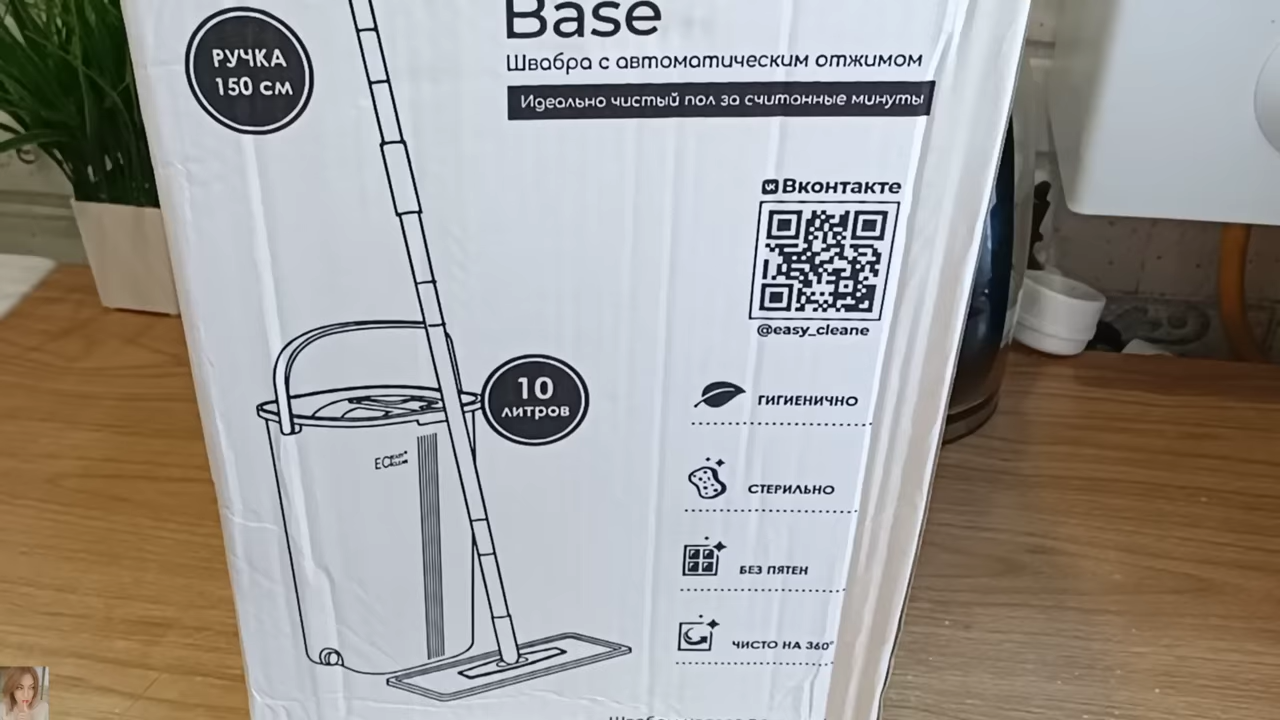 Base
Швабра с автоматическим отжимом
Идеально чистый пол за считанные минуты
РУЧКА
150 СМ
Вконтакте
@easy_cleane
10
ЛИТРОВ
ГИГИЕНИЧНО
СТЕРИЛЬНО
БЕЗ ПЯТЕН
ЧИСТО НА 360°